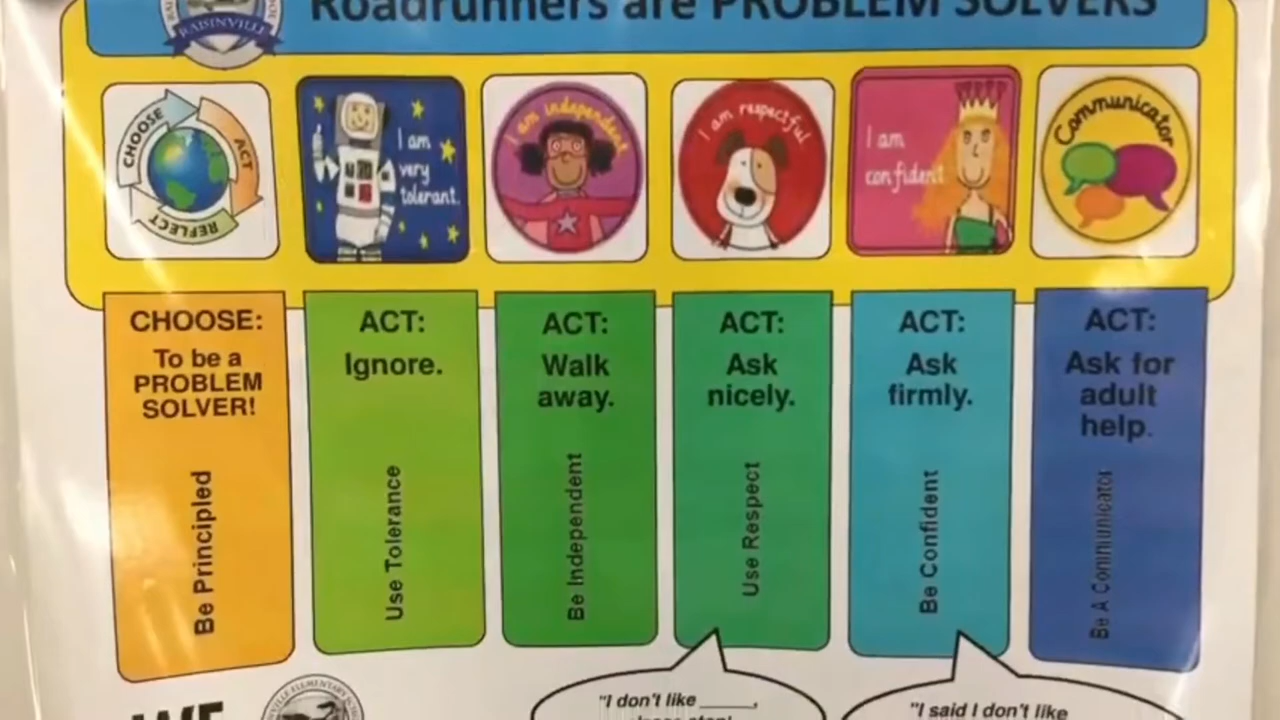 Roadrunners are PROBLEM SOLVERS
RAISINVILLE
CHOOSE
ACT
REFLECT
I am
very
tolerant.
I am independent
I am respectful
I am
confident
Communicator
CHOOSE:
To be a
PROBLEM
SOLVER!
Be Principled
ACT:
Ignore.
Use Tolerance
ACT:
Walk
away.
Be Independent
ACT:
Ask
nicely.
Use Respect
ACT:
Ask
firmly.
Be Confident
ACT:
Ask for
adult
help.
Be A Communicator
"I don't like _____,
"I said I don't like